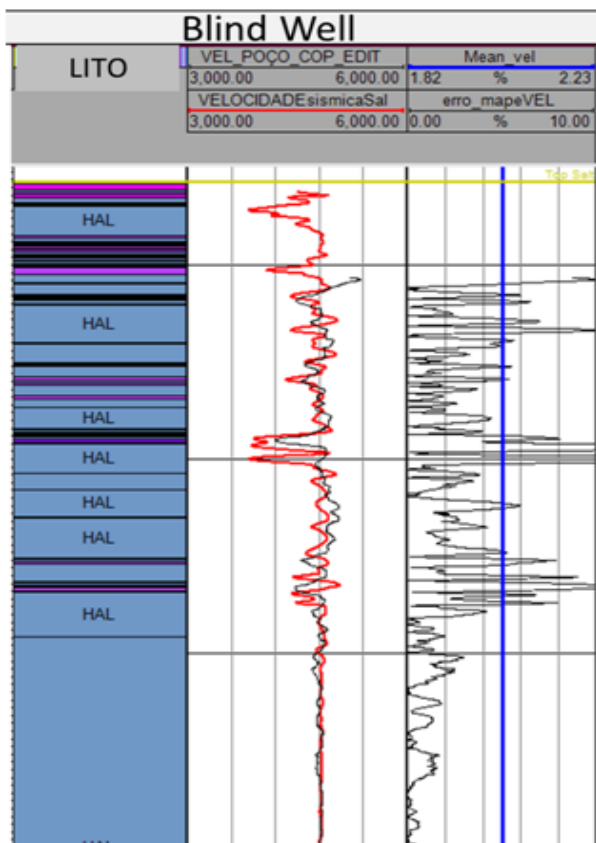 Blind Well
LITO
VEL_POÇO_COP_EDIT
3,000.00 6,000.00
VELOCIDADEsismicaSal
3,000.00 6,000.00
Mean_vel
1.82 % 2.23
erro_mapeVEL
0.00 % 10.00
Top Salt
HAL
HAL
HAL
HAL
HAL
HAL
HAL